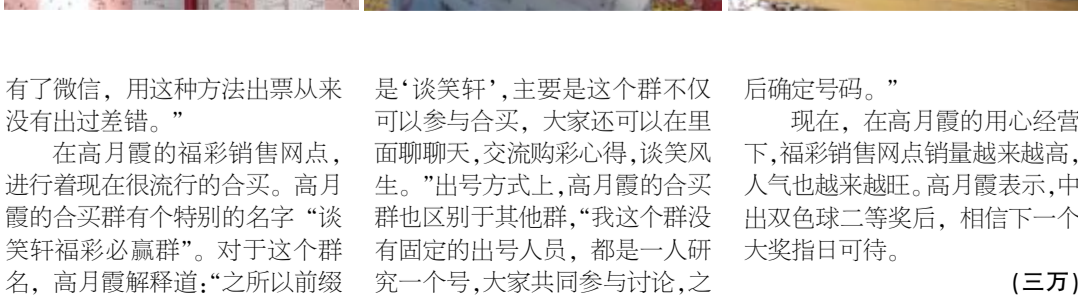 有了微信，用这种方法出票从来
没有出过差错。”
在高月霞的福彩销售网点，
进行着现在很流行的合买。高月
霞的合买群有个特别的名字“谈
笑轩福彩必赢群”。对于这个群
名，高月霞解释道：“之所以前缀
是‘谈笑轩’，主要是这个群不仅
可以参与合买，大家还可以在里
面聊聊天，交流购彩心得，谈笑风
生。”出号方式上，高月霞的合买
群也区别于其他群，“我这个群没
有固定的出号人员，都是一人研
究一个号，大家共同参与讨论，之
后确定号码。”
现在，在高月霞的用心经营
下，福彩销售网点销量越来越高，
人气也越来越旺。高月霞表示，中
出双色球二等奖后，相信下一个
大奖指日可待。
(三万)